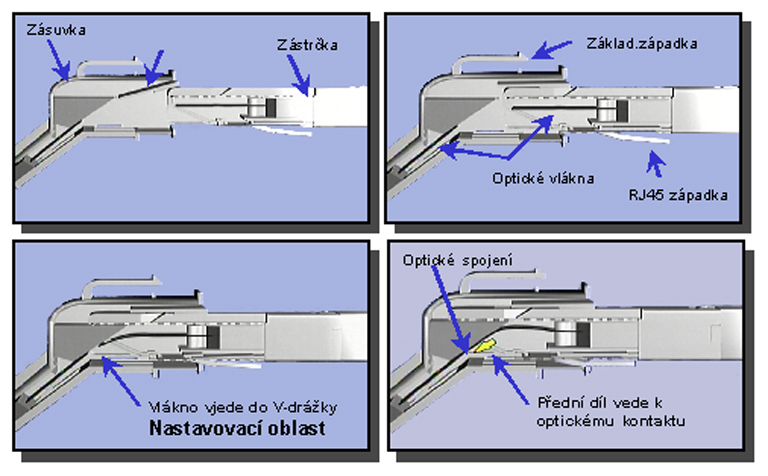 Zásuvka
Zástrčka
Základ.západka
Optické vlákna
RJ45 západka
Vlákno vjede do V-drážky
Nastavovací oblast
Optické spojení
Přední díl vede k
optickému kontaktu